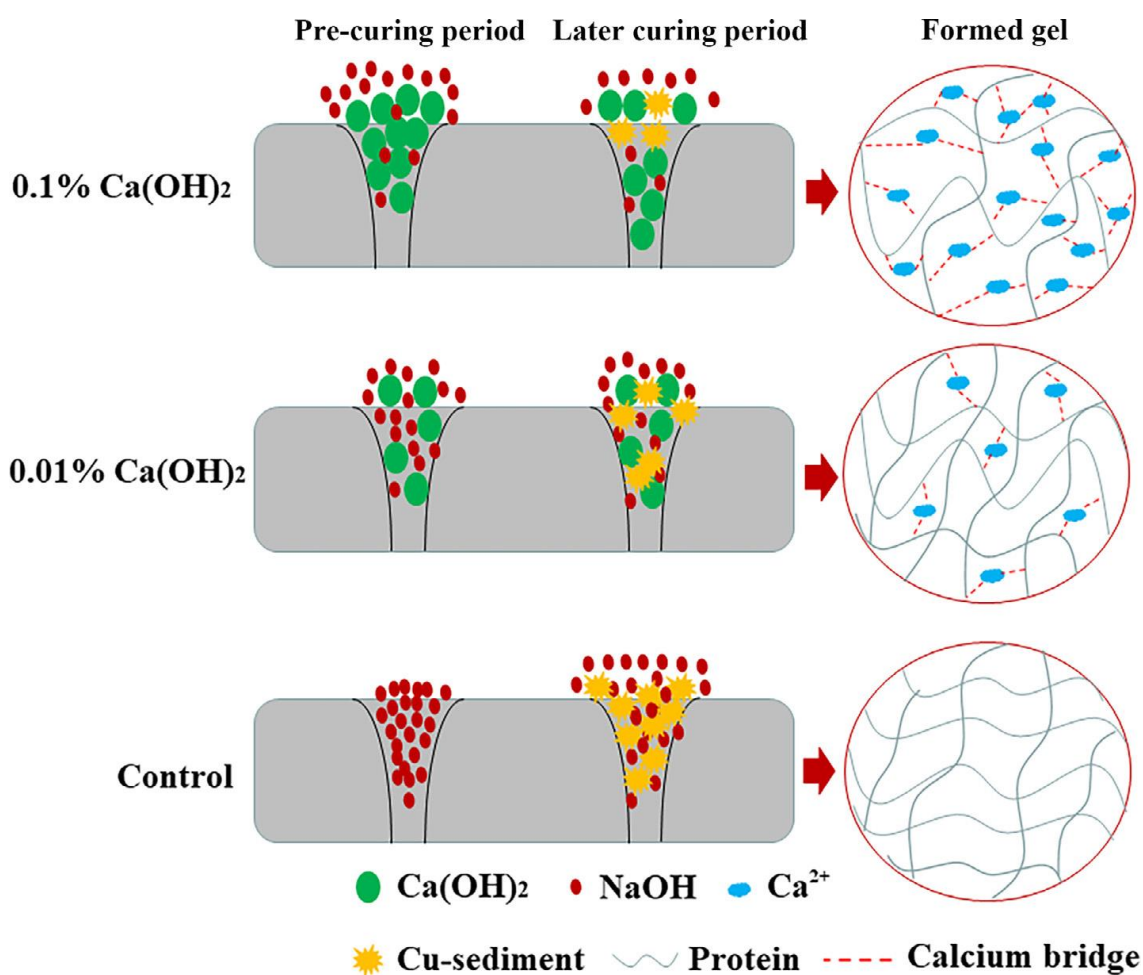 Pre-curing period Later curing period Formed gel
0.1% Ca(OH)₂
0.01% Ca(OH)₂
Control
Ca(OH)₂ NaOH Ca²⁺
Cu-sediment Protein Calcium bridge